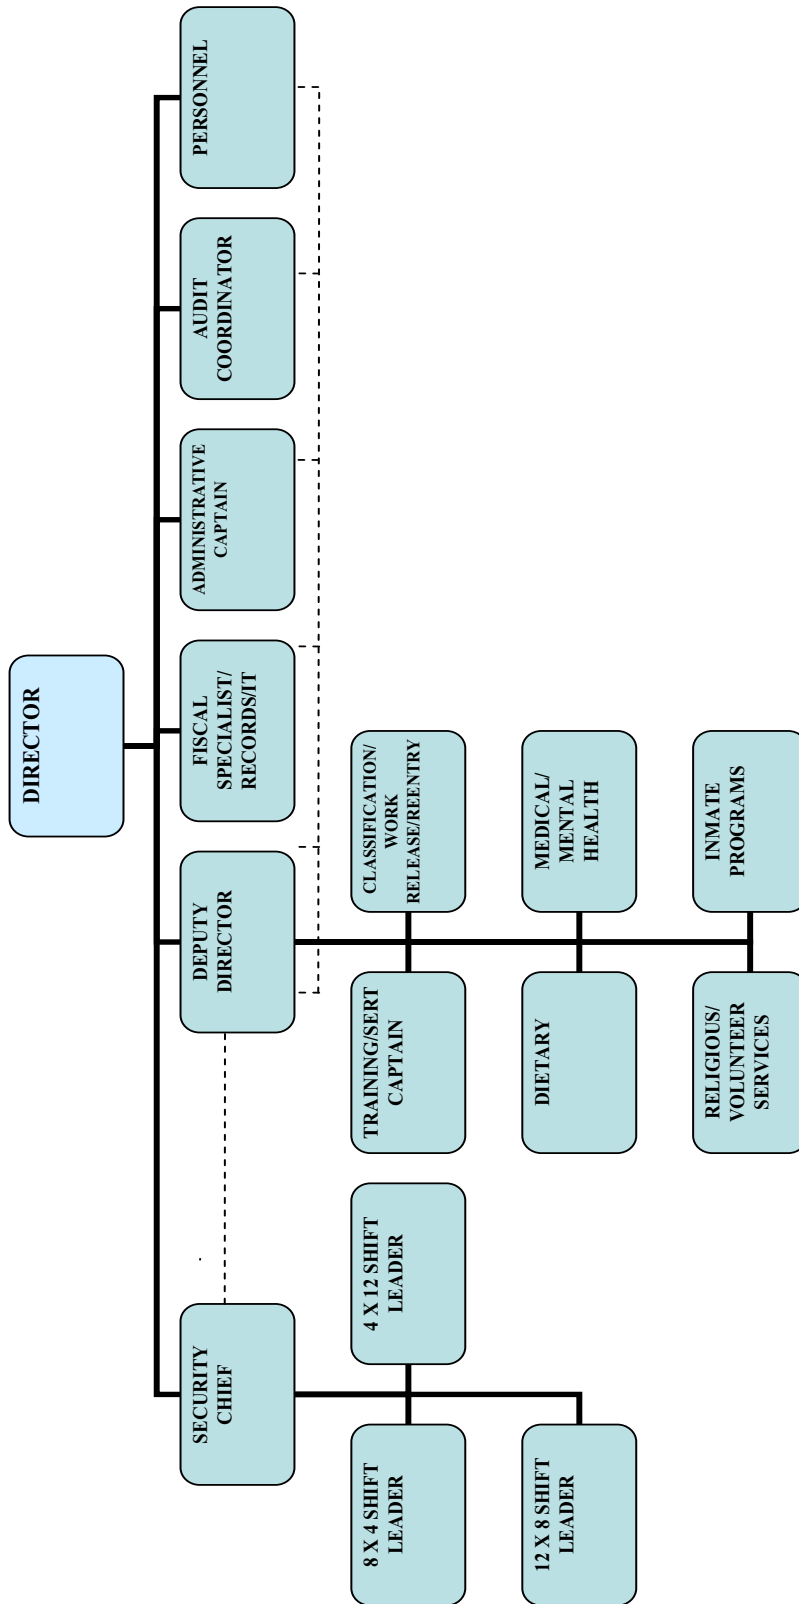 DIRECTOR
SECURITY
CHIEF
DEPUTY
DIRECTOR
FISCAL
SPECIALIST/
RECORDS/IT
ADMINISTRATIVE
CAPTAIN
AUDIT
COORDINATOR
PERSONNEL
8 X 4 SHIFT
LEADER
4 X 12 SHIFT
LEADER
TRAINING/SERT
CAPTAIN
CLASSIFICATION/
WORK
RELEASE/REENTRY
12 X 8 SHIFT
LEADER
DIETARY
MEDICAL/
MENTAL
HEALTH
RELIGIOUS/
VOLUNTEER
SERVICES
INMATE
PROGRAMS